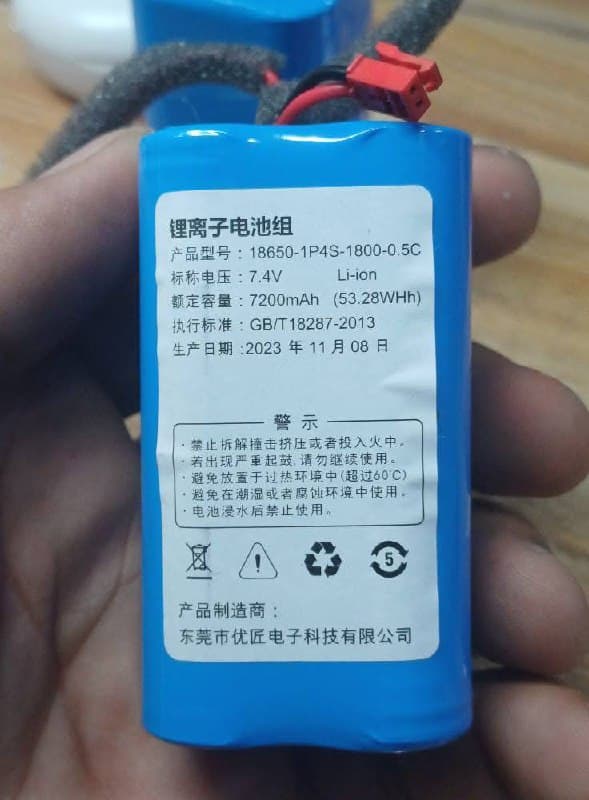 锂离子电池组
产品型号：18650-1P4S-1800-0.5C
标称电压：7.4V Li-ion
额定容量：7200mAh (53.28WHh)
执行标准：GB/T18287-2013
生产日期:2023 年 11 月 08 日
警 示
·禁止拆解撞击挤压或者投入火中。
·若出现严重起鼓,请勿继续使用。
·避免放置于过热环境中(超过60℃)
·避免在潮湿或者腐蚀环境中使用。
·电池浸水后禁止使用。
5
产品制造商：
东莞市优匠电子科技有限公司